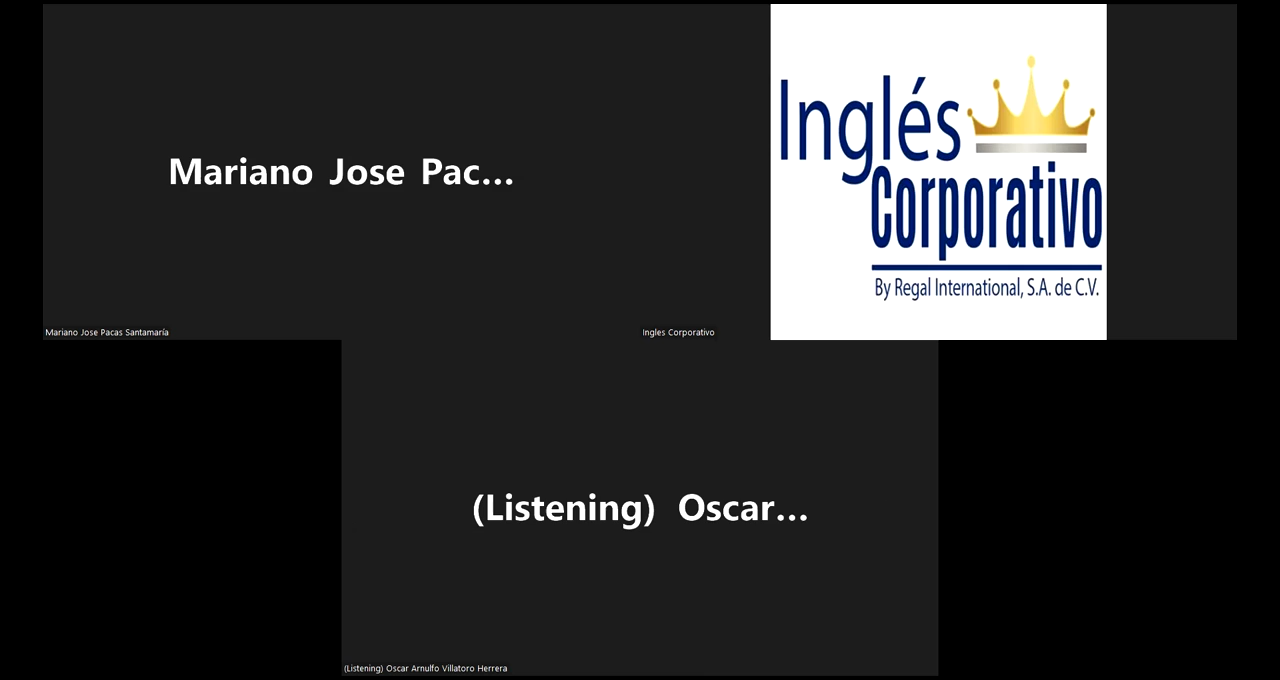 Mariano Jose Pac...
Mariano Jose Pacas Santamaría
Inglés
Corporativo
By Regal International, S.A. de C.V.
Ingles Corporativo
(Listening) Oscar...
(Listening) Oscar Arnulfo Villatoro Herrera